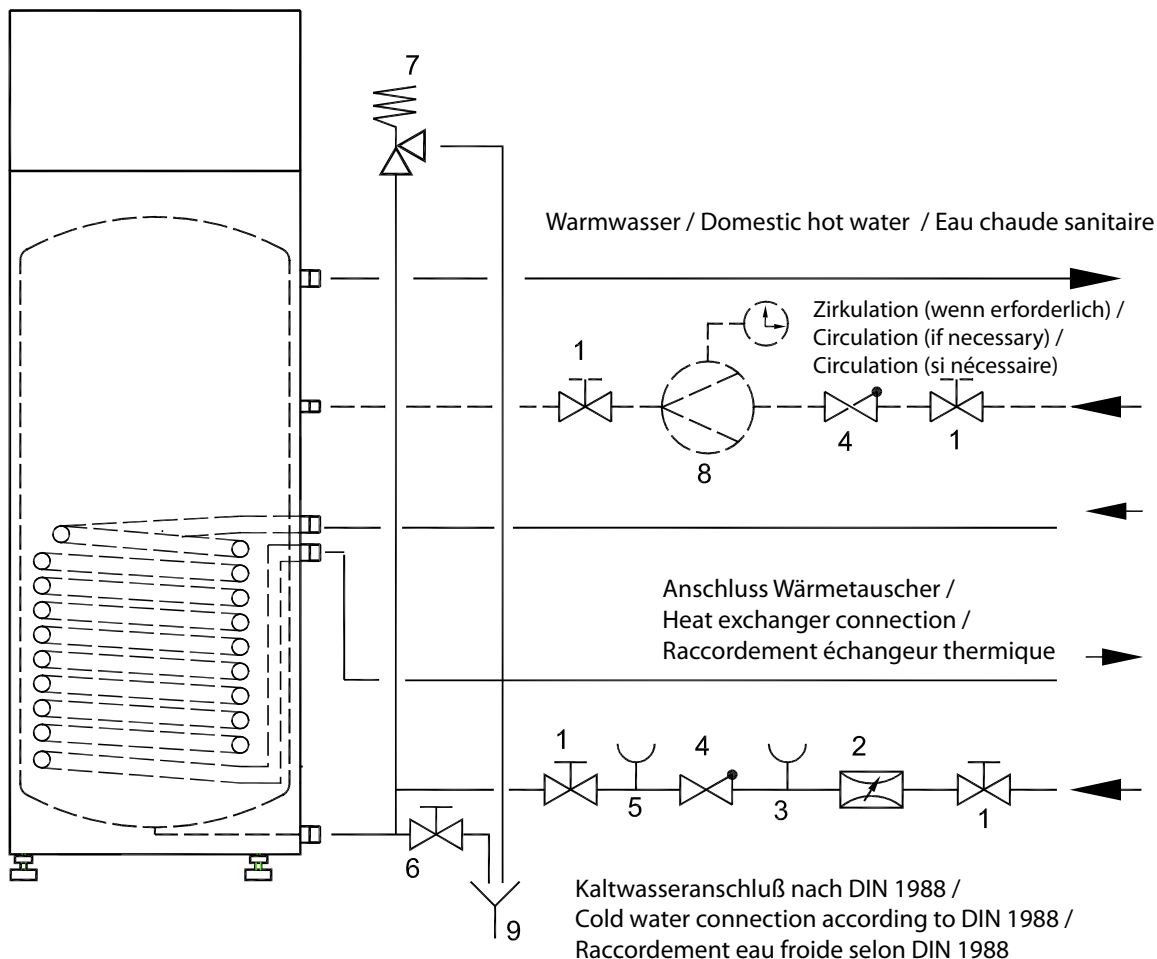 7
Warmwasser / Domestic hot water / Eau chaude sanitaire
Zirkulation (wenn erforderlich) /
Circulation (if necessary) /
Circulation (si nécessaire)
1
4
1
8
Anschluss Wärmetauscher /
Heat exchanger connection /
Raccordement échangeur thermique
1
4
2
5
3
1
6
9
Kaltwasseranschluß nach DIN 1988 /
Cold water connection according to DIN 1988 /
Raccordement eau froide selon DIN 1988